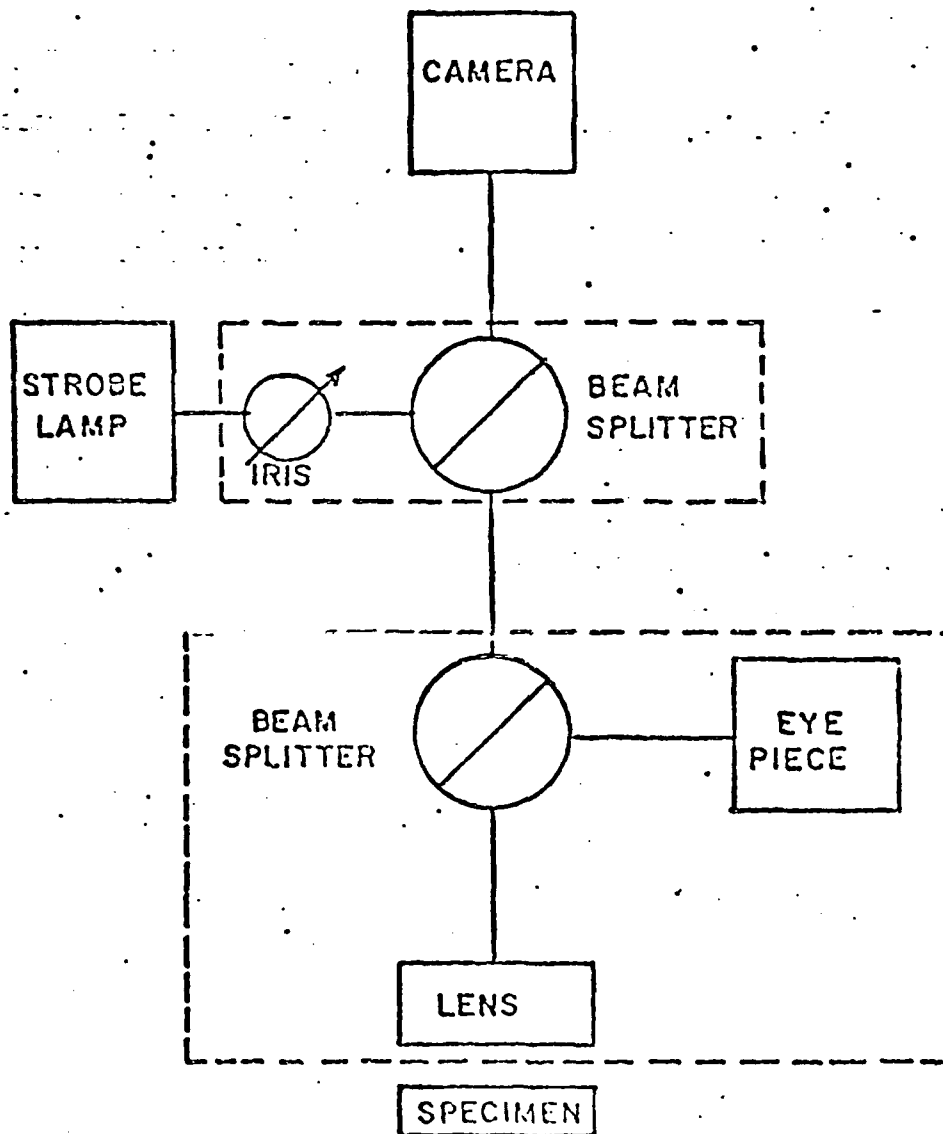 CAMERA
STROBE
LAMP
IRIS
BEAM
SPLITTER
BEAM
SPLITTER
EYE
PIECE
LENS
SPECIMEN